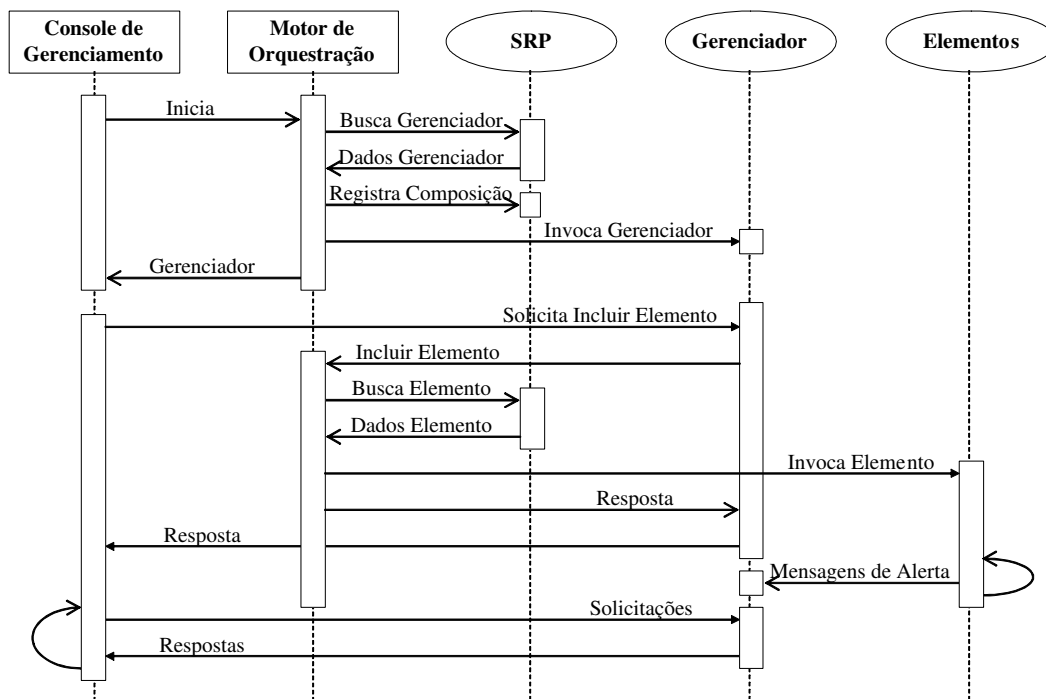 Console de
Gerenciamento
Motor de
Orquestração
SRP
Gerenciador
Elementos
Inicia
Busca Gerenciador
Dados Gerenciador
Registra Composição
Invoca Gerenciador
Gerenciador
Solicita Incluir Elemento
Incluir Elemento
Busca Elemento
Dados Elemento
Invoca Elemento
Resposta
Resposta
Mensagens de Alerta
Solicitações
Respostas